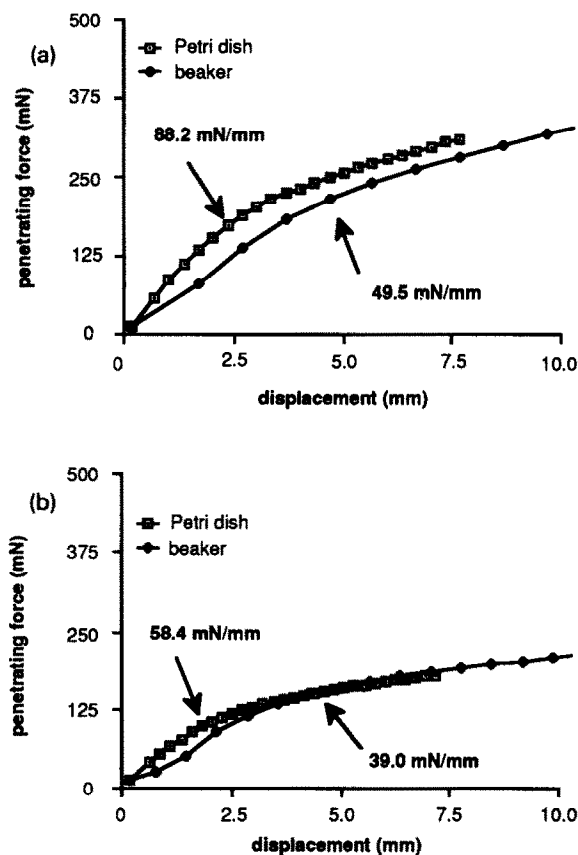 (a)
500
375
250
125
0
penetrating force (mN)
Petri dish
beaker
88.2 mN/mm
49.5 mN/mm
0 2.5 5.0 7.5 10.0
displacement (mm)
(b)
500
375
250
125
0
penetrating force (mN)
Petri dish
beaker
58.4 mN/mm
39.0 mN/mm
0 2.5 5.0 7.5 10.0
displacement (mm)